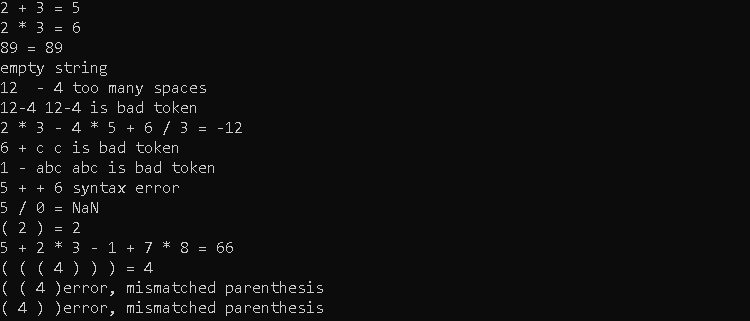 2 + 3 = 5
2 * 3 = 6
89 = 89
empty string
12  - 4 too many spaces
12-4 12-4 is bad token
2 * 3 - 4 * 5 + 6 / 3 = -12
6 + c c is bad token
1 - abc abc is bad token
5 + + 6 syntax error
5 / 0 = NaN
( 2 ) = 2
5 + 2 * 3 - 1 + 7 * 8 = 66
( ( ( 4 ) ) ) = 4
( ( 4 )error, mismatched parenthesis
( 4 ) )error, mismatched parenthesis